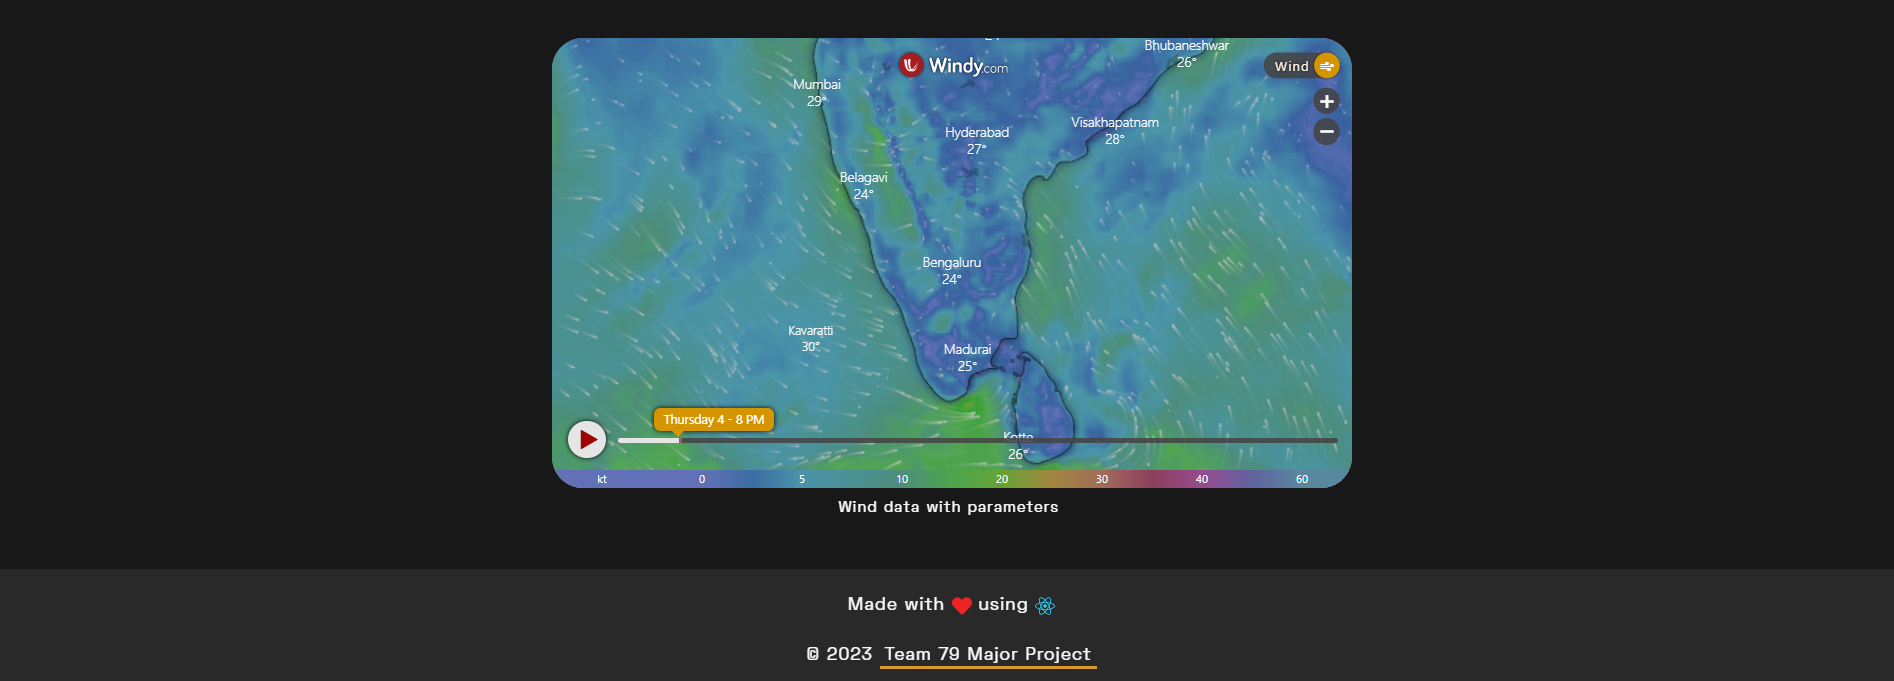 Bhubaneshwar
26°
Windy.com
Wind
Mumbai
29°
+
−
Visakhapatnam
28°
Hyderabad
27°
Belagavi
24°
Bengaluru
24°
Kavaratti
30°
Madurai
25°
Thursday 4 - 8 PM
Kotte
26°
kt 0 5 10 20 30 40 60
Wind data with parameters
Made with ❤ using
© 2023 Team 79 Major Project